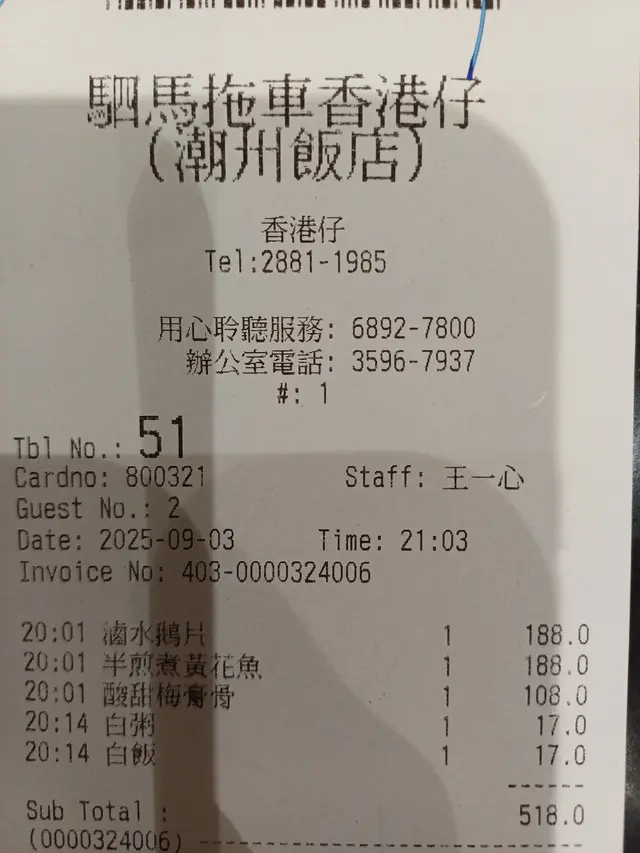 駟馬拖車香港仔
(潮州飯店)
香港仔
Tel:2881-1985
用心聆聽服務: 6892-7800
辦公室電話: 3596-7937
#: 1
Tbl No.: 51
Cardno: 800321 Staff: 王一心
Guest No.: 2
Date: 2025-09-03 Time: 21:03
Invoice No: 403-0000324006
20:01 滷水鵝片 1 188.0
20:01 半煎煮黃花魚 1 188.0
20:01 酸甜梅膏骨 1 108.0
20:14 白粥 1 17.0
20:14 白飯 1 17.0
------
Sub Total : 518.0
(0000324006) ------------------------------